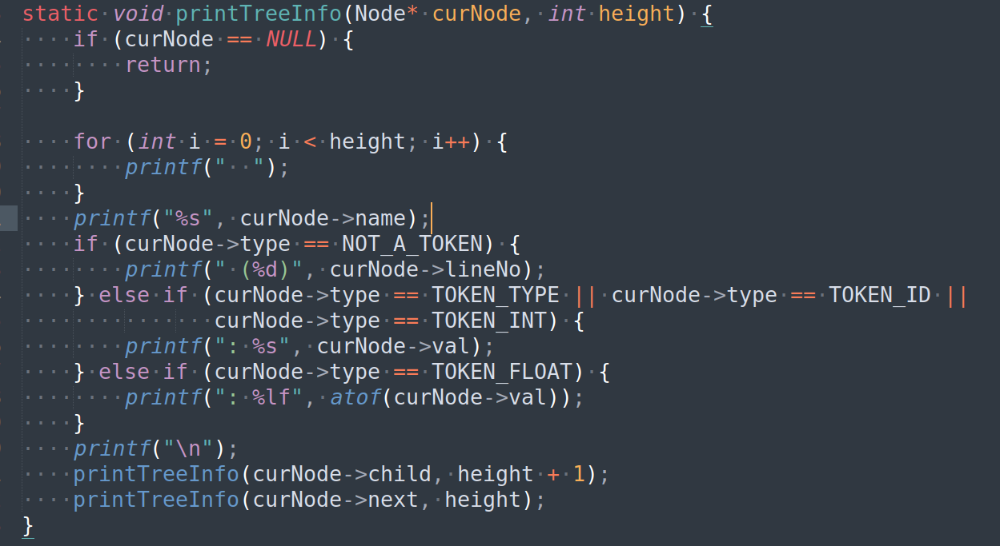 static void printTreeInfo(Node* curNode, int height) {
    if (curNode == NULL) {
        return;
    }

    for (int i = 0; i < height; i++) {
        printf("  ");
    }
    printf("%s", curNode->name);
    if (curNode->type == NOT_A_TOKEN) {
        printf(" (%d)", curNode->lineNo);
    } else if (curNode->type == TOKEN_TYPE || curNode->type == TOKEN_ID ||
               curNode->type == TOKEN_INT) {
        printf(": %s", curNode->val);
    } else if (curNode->type == TOKEN_FLOAT) {
        printf(": %lf", atof(curNode->val));
    }
    printf("\n");
    printTreeInfo(curNode->child, height + 1);
    printTreeInfo(curNode->next, height);
}